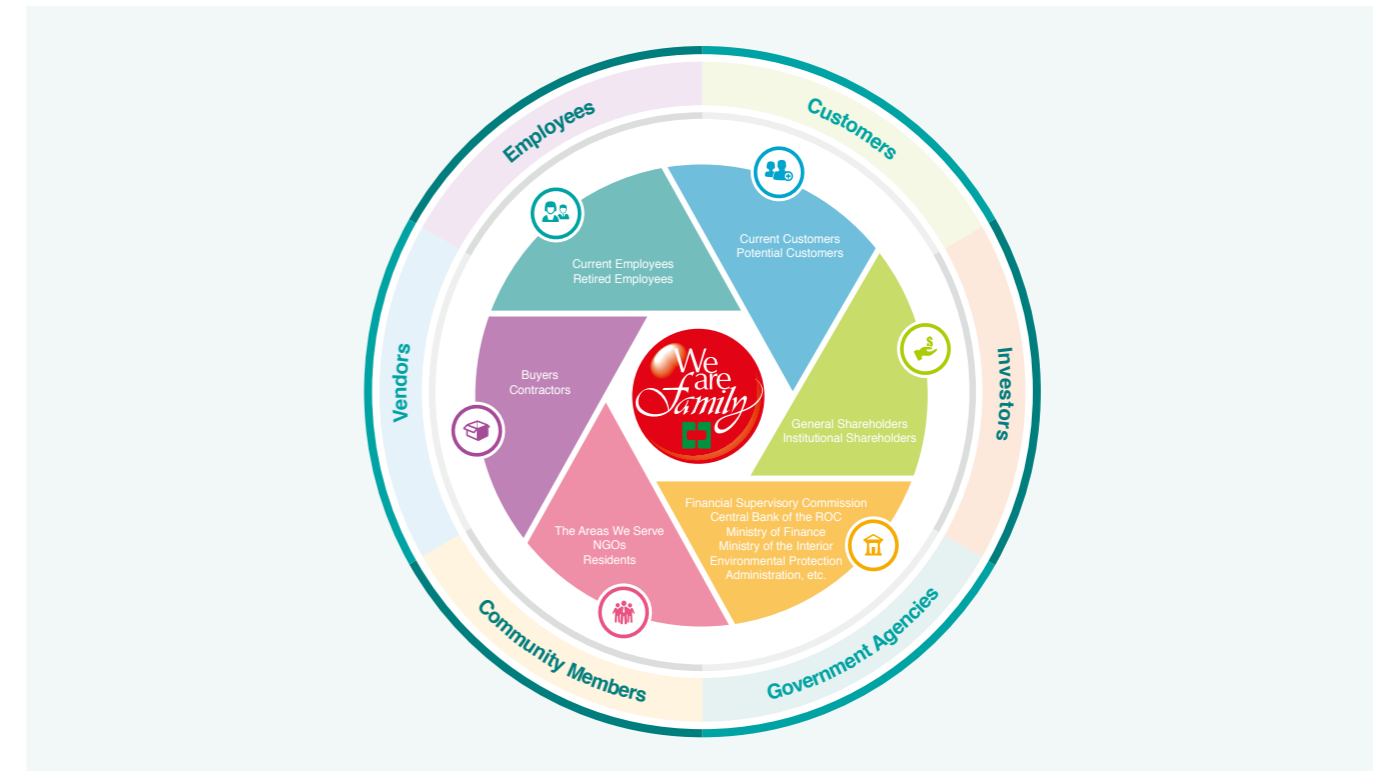 Employees
Customers
Current Employees
Retired Employees
Current Customers
Potential Customers
Vendors
Buyers
Contractors
We
are
Family
Investors
General Shareholders
Institutional Shareholders
Community Members
The Areas We Serve
NGOs
Residents
Government Agencies
Financial Supervisory Commission
Central Bank of the ROC
Ministry of Finance
Ministry of the Interior
Environmental Protection
Administration, etc.
$